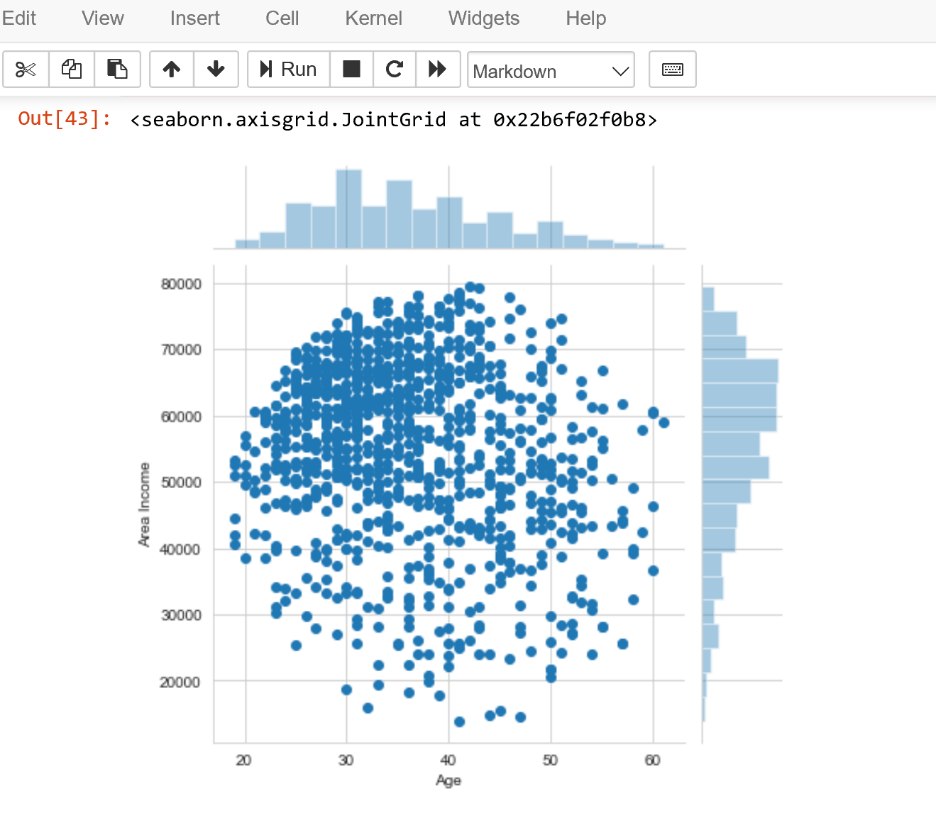 Edit View Insert Cell Kernel Widgets Help
Run Markdown
Out[43]: <seaborn.axisgrid.JointGrid at 0x22b6f02f0b8>
80000
70000
60000
50000
40000
30000
20000
Area Income
20 30 40 50 60
Age